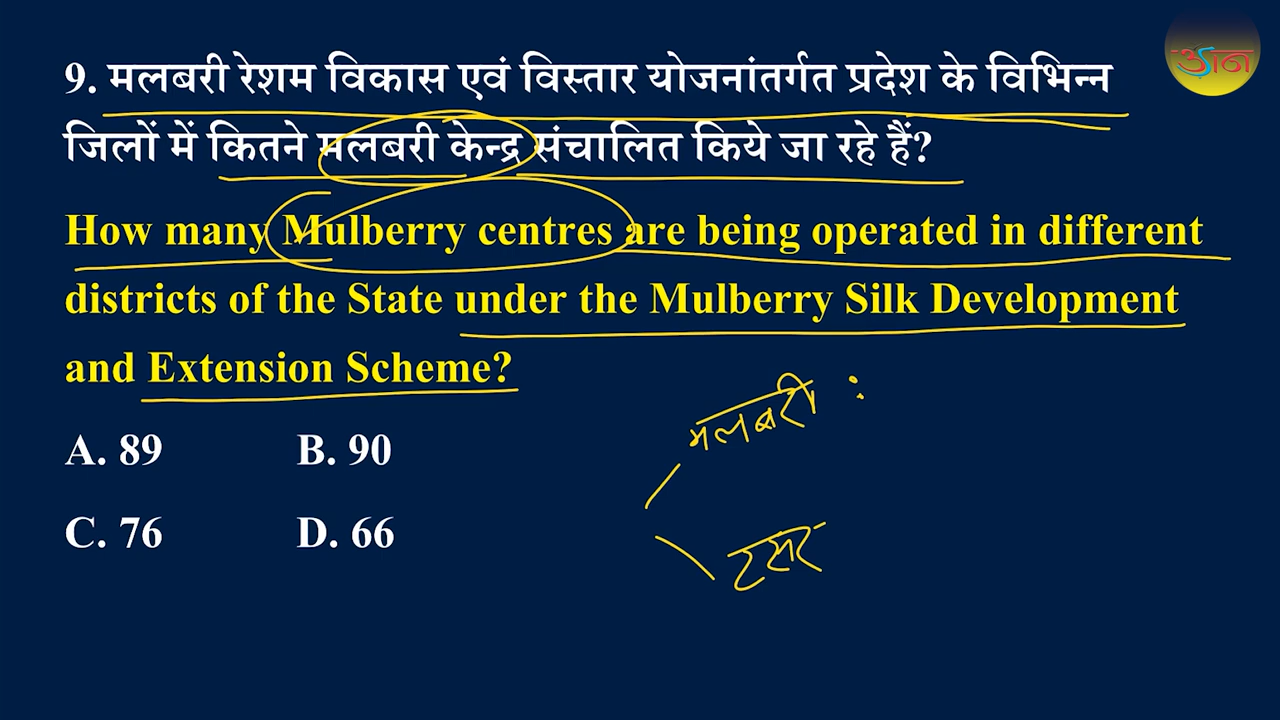 9. मलबरी रेशम विकास एवं विस्तार योजनांतर्गत प्रदेश के विभिन्न
जिलों में कितने मलबरी केन्द्र संचालित किये जा रहे हैं?
How many Mulberry centres are being operated in different
districts of the State under the Mulberry Silk Development
and Extension Scheme?
A. 89 B. 90
C. 76 D. 66
मलबरी :
टसर